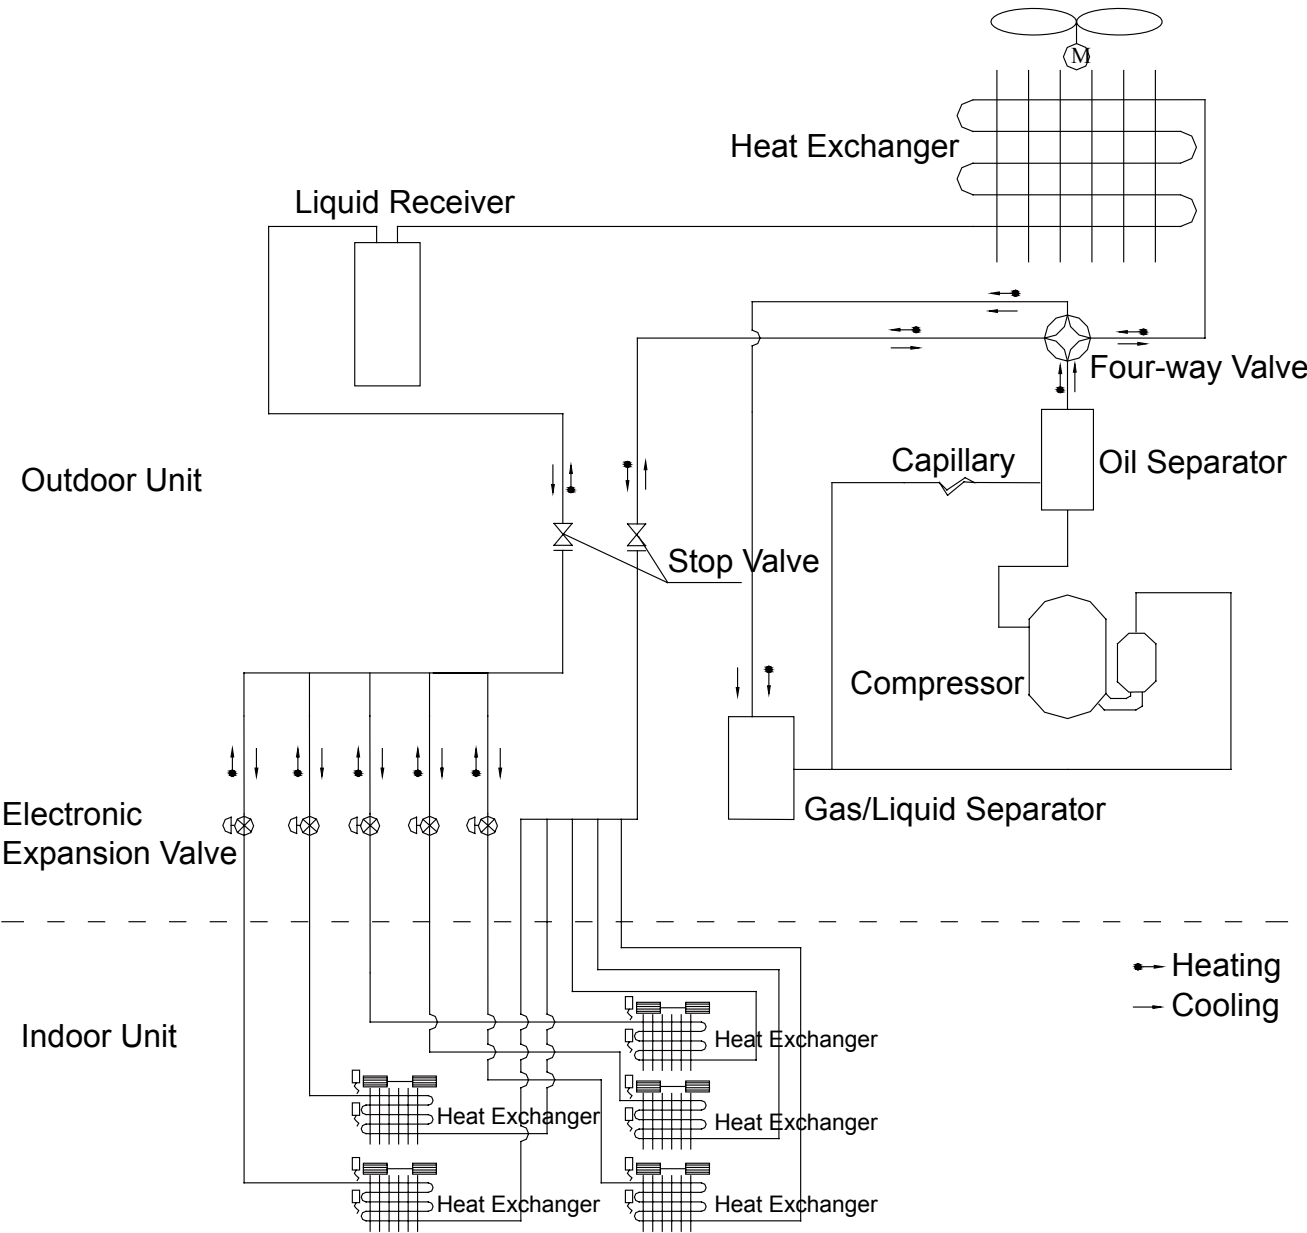 M
Heat Exchanger
Liquid Receiver
Four-way Valve
Capillary
Oil Separator
Outdoor Unit
Stop Valve
Compressor
Gas/Liquid Separator
Electronic
Expansion Valve
Heating
Cooling
Indoor Unit
Heat Exchanger
Heat Exchanger
Heat Exchanger
Heat Exchanger
Heat Exchanger